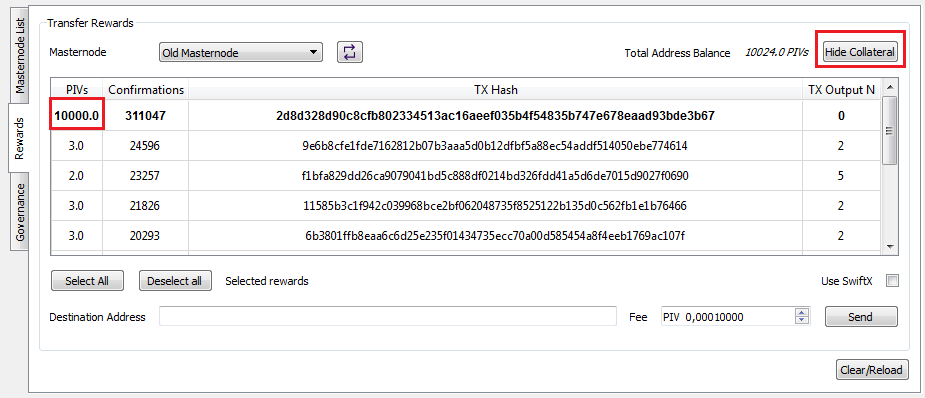 Masternode List
Rewards
Governance
Transfer Rewards
Masternode Old Masternode Total Address Balance 10024.0 PIVs Hide Collateral
PIVs Confirmations TX Hash TX Output N
10000.0 311047 2d8d328d90c8cfb802334513ac16aeef035b4f54835b747e678eaad93bde3b67 0
3.0 24596 9e6b8cfe1fde7162812b07b3aaa5d0b12dfbf5a88ec54addf514050ebe774614 2
2.0 23257 f1bfa829dd26ca9079041bd5c888df0214bd326fdd41a5d6de7015d9027f0690 5
3.0 21826 11585b3c1f942c039968bce2bf062048735f8525122b135d0c562fb1e1b76466 2
3.0 20293 6b3801ffb8eaa6c6d25e235f01434735ecc70a00d585454a8f4eeb1769ac107f 2
Select All Deselect all Selected rewards Use SwiftX
Destination Address Fee PIV 0,00010000 Send
Clear/Reload